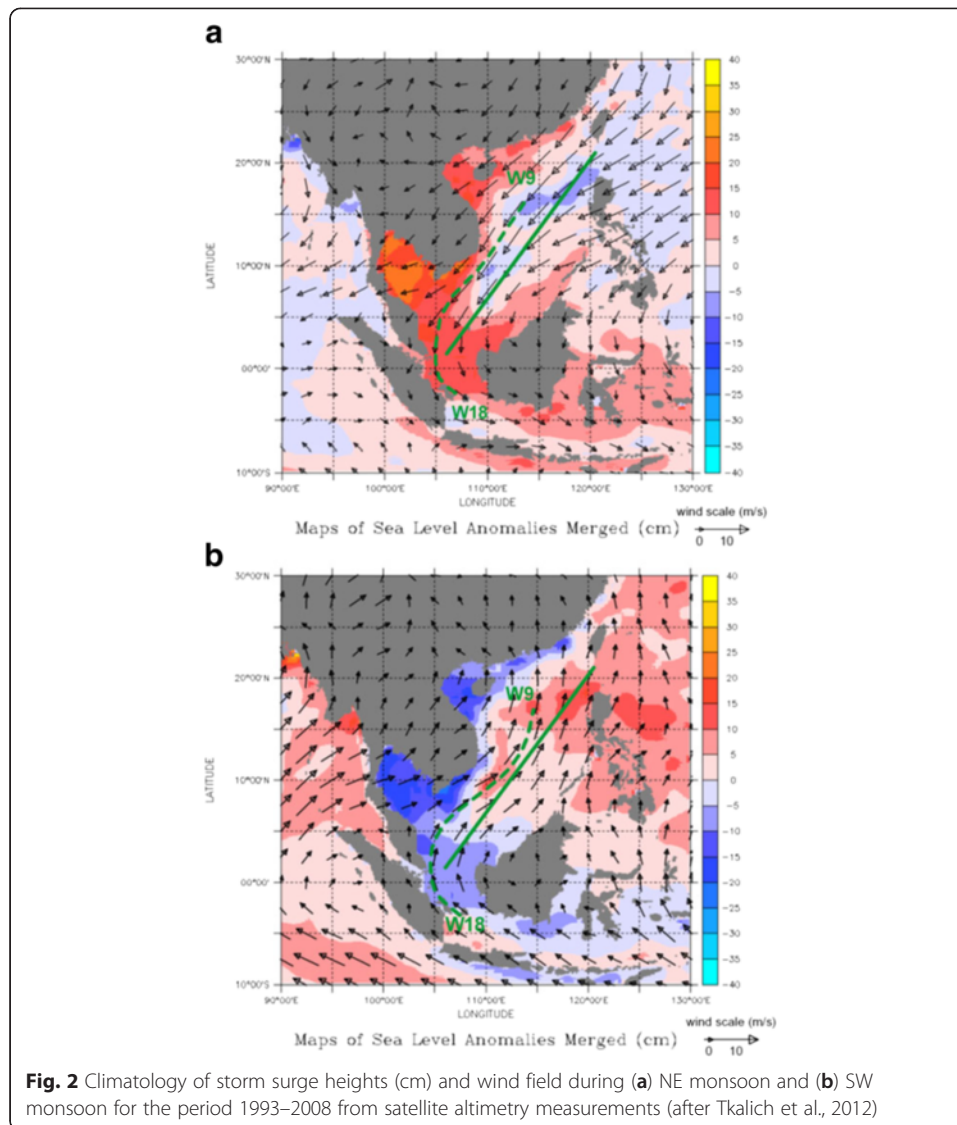 a
30°00'N
20°00'N
10°00'N
00°00'
10°00'S
LATITUDE
W9
W18
90°00'E
100°00'E
110°00'E
120°00'E
130°00'E
LONGITUDE
40
35
30
25
20
15
10
5
0
−5
−10
−15
−20
−25
−30
−35
−40
wind scale (m/s)
0 10
Maps of Sea Level Anomalies Merged (cm)
b
30°00'N
20°00'N
10°00'N
00°00'
10°00'S
LATITUDE
W9
W18
90°00'E
100°00'E
110°00'E
120°00'E
130°00'E
LONGITUDE
40
35
30
25
20
15
10
5
0
−5
−10
−15
−20
−25
−30
−35
−40
wind scale (m/s)
0 10
Maps of Sea Level Anomalies Merged (cm)
Fig. 2 Climatology of storm surge heights (cm) and wind field during (a) NE monsoon and (b) SW
monsoon for the period 1993–2008 from satellite altimetry measurements (after Tkalich et al., 2012)